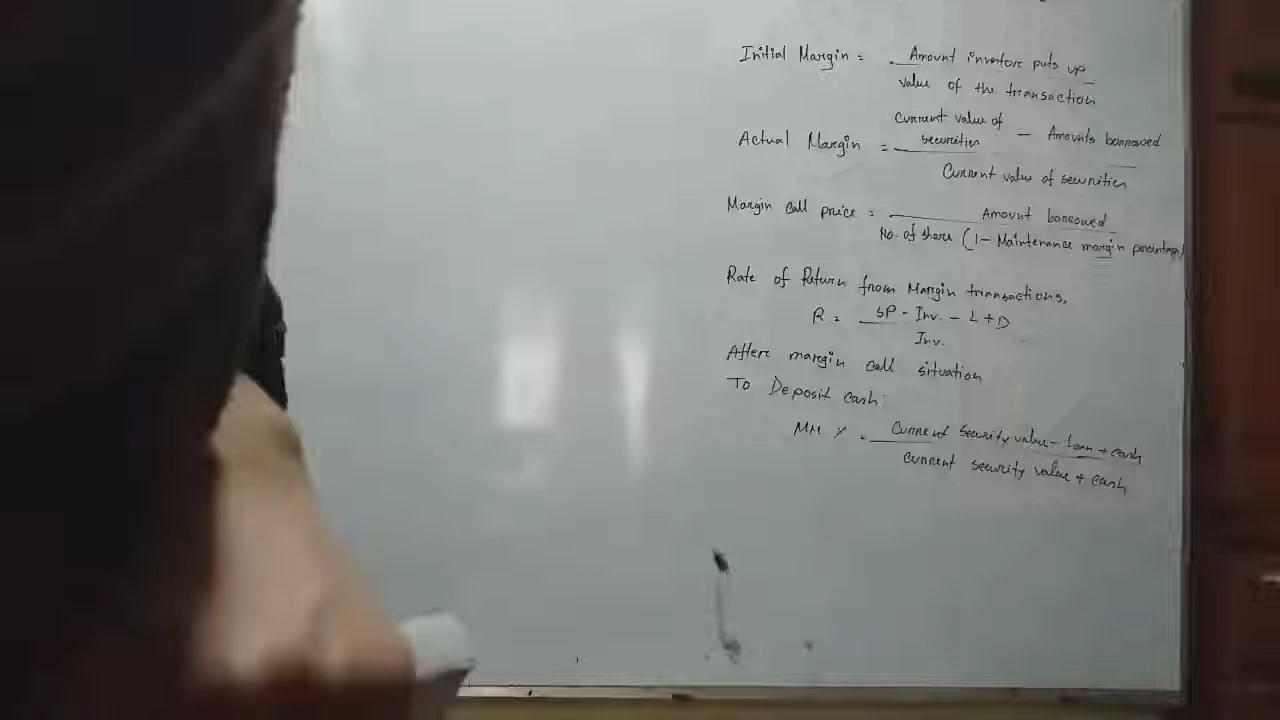 Initial Margin = Amount investors puts up
value of the transaction
Actual Margin = Current value of securities - Amounts borrowed
Current value of securities
Margin call price = Amount borrowed
No. of share (1 - Maintenance margin percentage)
Rate of Return from Margin transactions,
R = SP - Inv. - L + D
Inv.
After margin call situation
To Deposit cash
MM % = Current security value - Loan + cash
Current security value + cash